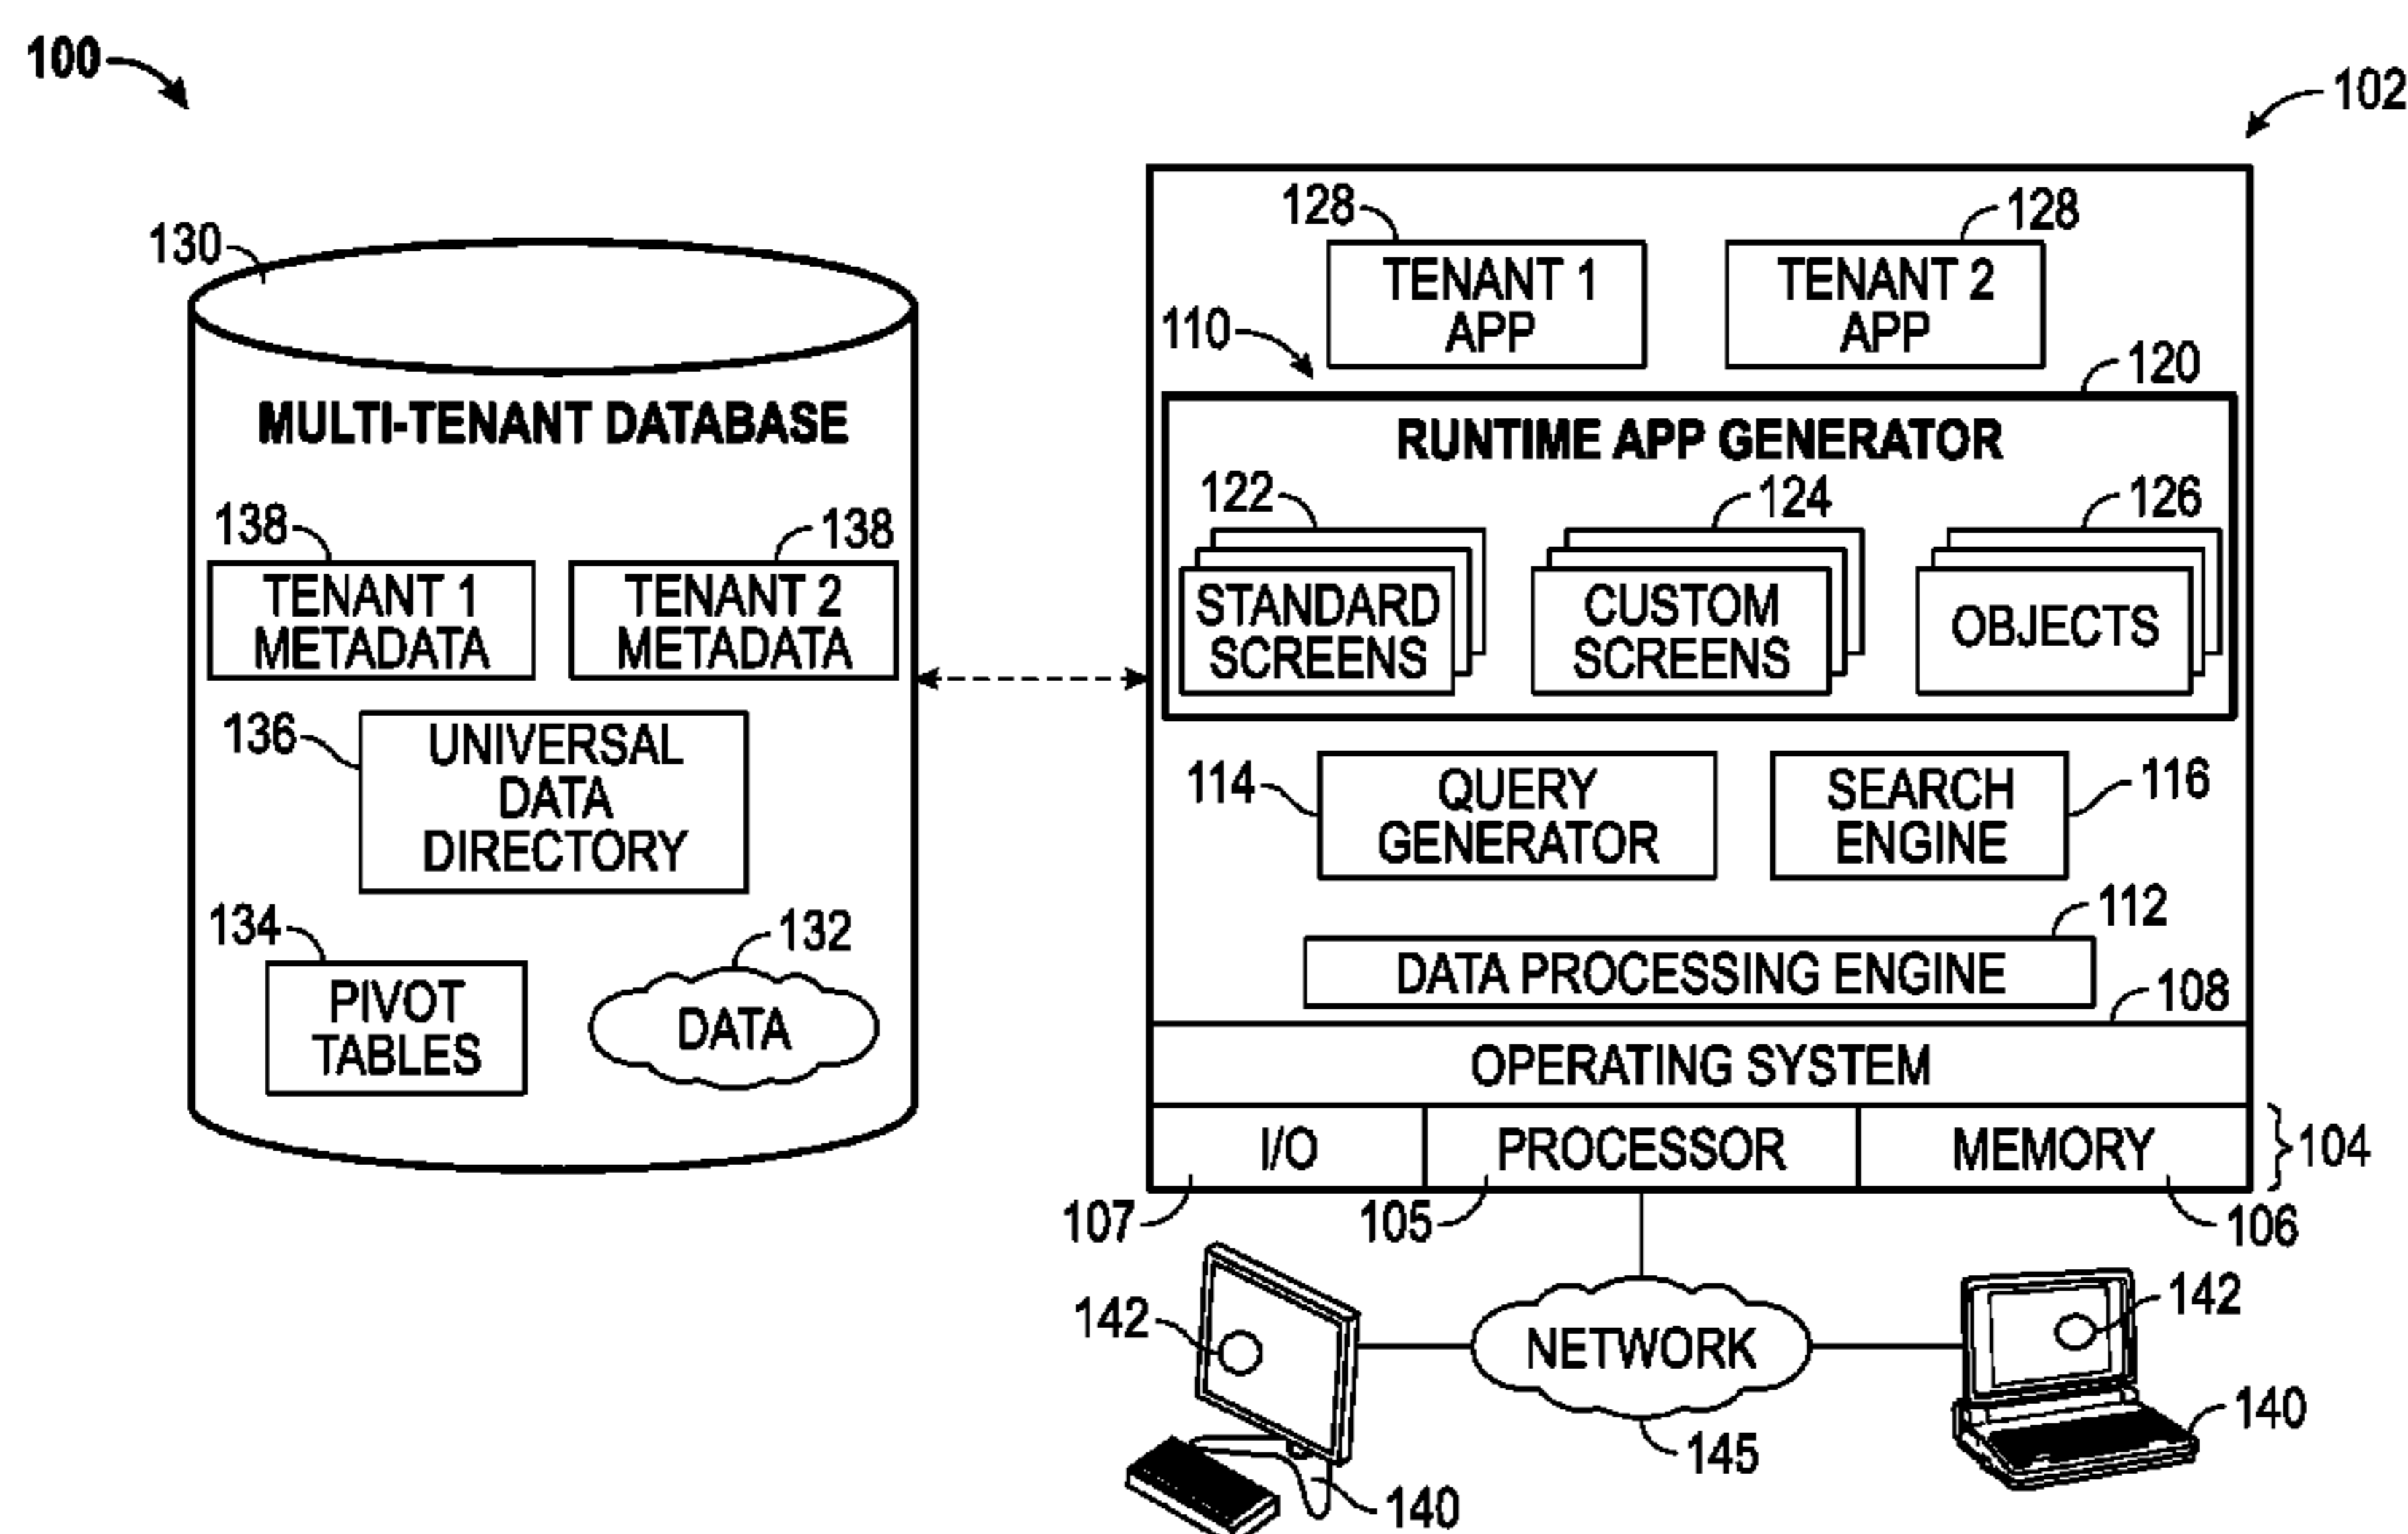 100
102
130
MULTI-TENANT DATABASE
138
138
TENANT 1
METADATA
TENANT 2
METADATA
136
UNIVERSAL
DATA
DIRECTORY
134
132
PIVOT
TABLES
DATA
128
128
TENANT 1
APP
TENANT 2
APP
110
120
RUNTIME APP GENERATOR
122
124
126
STANDARD
SCREENS
CUSTOM
SCREENS
OBJECTS
114
QUERY
GENERATOR
SEARCH
ENGINE
116
112
DATA PROCESSING ENGINE
108
OPERATING SYSTEM
I/O
PROCESSOR
MEMORY
104
107
105
106
142
NETWORK
142
145
140
140